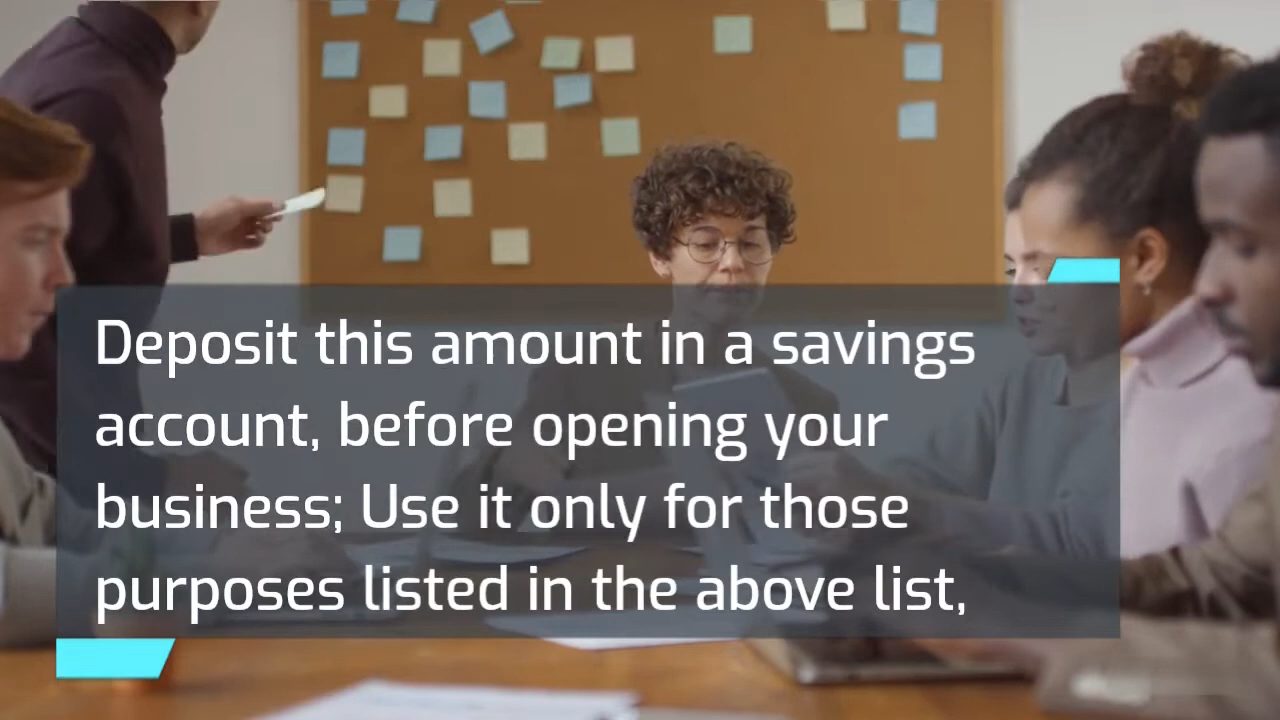 Deposit this amount in a savings
account, before opening your
business; Use it only for those
purposes listed in the above list,